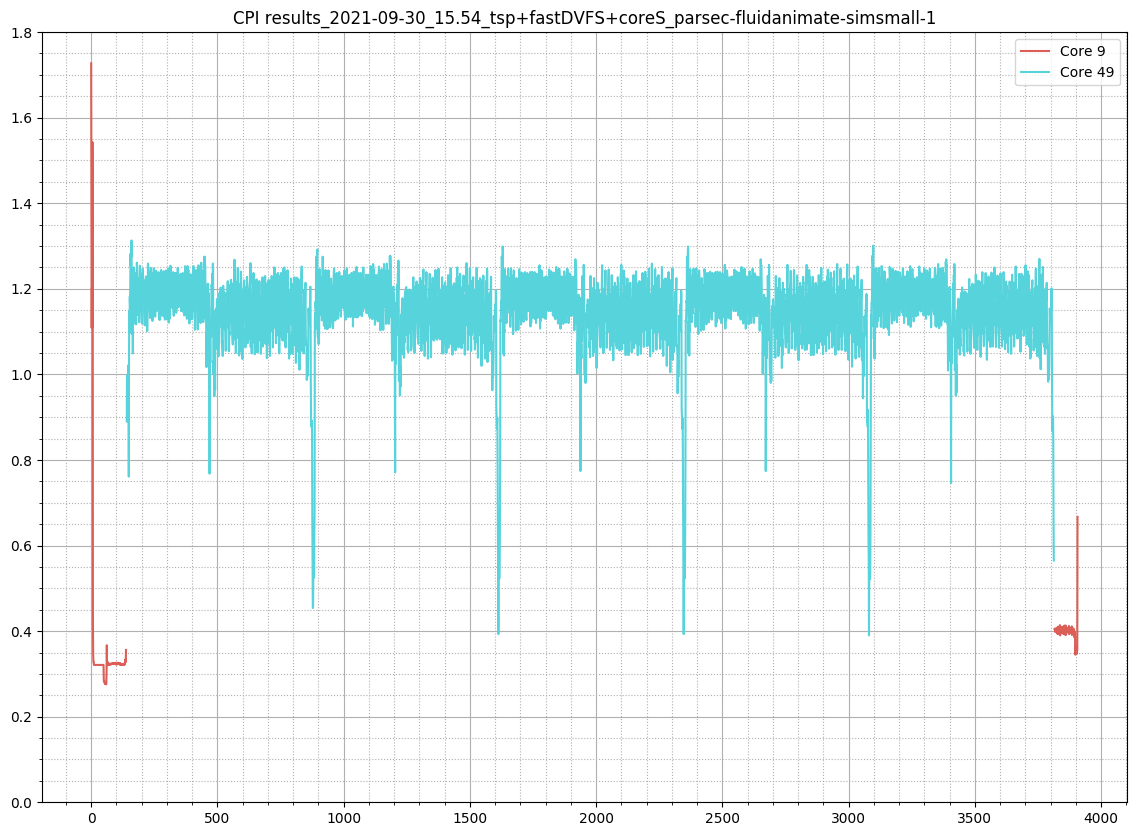 CPI results_2021-09-30_15.54_tsp+fastDVFS+coreS_parsec-fluidanimate-simsmall-1
Core 9
Core 49
1.8
1.6
1.4
1.2
1.0
0.8
0.6
0.4
0.2
0.0
0 500 1000 1500 2000 2500 3000 3500 4000